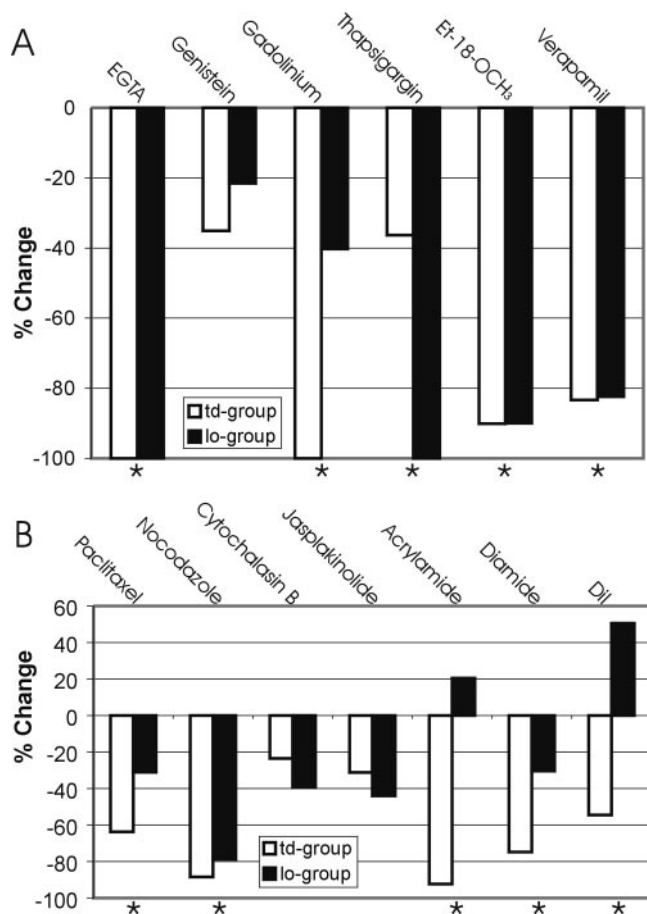 A
EGTA
Genistein
Gadolinium
Thapsigargin
Et-18-OCH₃
Verapamil
0
-20
-40
-60
-80
-100
% Change
td-group
lo-group
* * * * *
B
Paclitaxel
Nocodazole
Cytochalasin B
Jasplakinolide
Acrylamide
Diamide
DiI
60
40
20
0
-20
-40
-60
-80
-100
% Change
td-group
lo-group
* * * * *